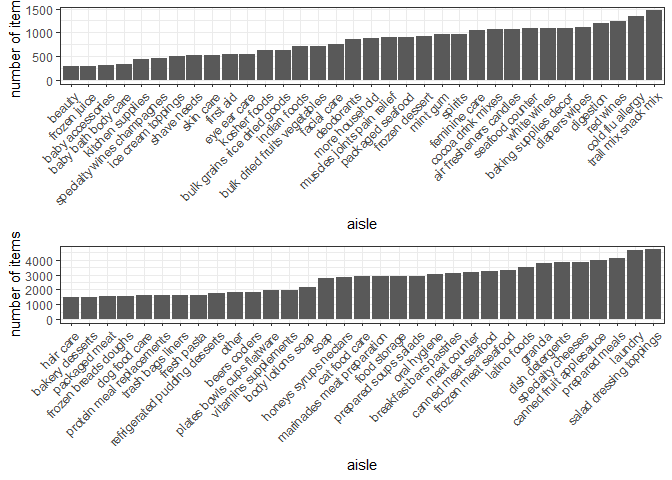 number of items
1500
1000
500
0
beauty
frozen juice
baby accessories
baby bath body care
kitchen supplies
specialty wines champagnes
ice cream toppings
shave needs
skin care
first aid
eye ear care
kosher foods
bulk grains rice dried goods
indian foods
bulk dried fruits vegetables
facial care
deodorants
more household
muscles joints pain relief
packaged seafood
frozen dessert
mint gum
spirits
feminine care
cocoa drink mixes
air fresheners candles
seafood counter
white wines
baking supplies decor
diapers wipes
digestion
red wines
cold flu allergy
trail mix snack mix
aisle
number of items
4000
3000
2000
1000
0
hair care
bakery desserts
packaged meat
frozen breads doughs
dog food care
protein meal replacements
trash bags liners
fresh pasta
refrigerated pudding desserts
other
beers coolers
plates bowls cups flatware
vitamins supplements
body lotions soap
soap
honeys syrups nectars
cat food care
marinades meat preparation
food storage
prepared soups salads
oral hygiene
breakfast bars pastries
meat counter
canned meat seafood
frozen meat seafood
latino foods
granola
dish detergents
specialty cheeses
canned fruit applesauce
prepared meals
laundry
salad dressing toppings
aisle